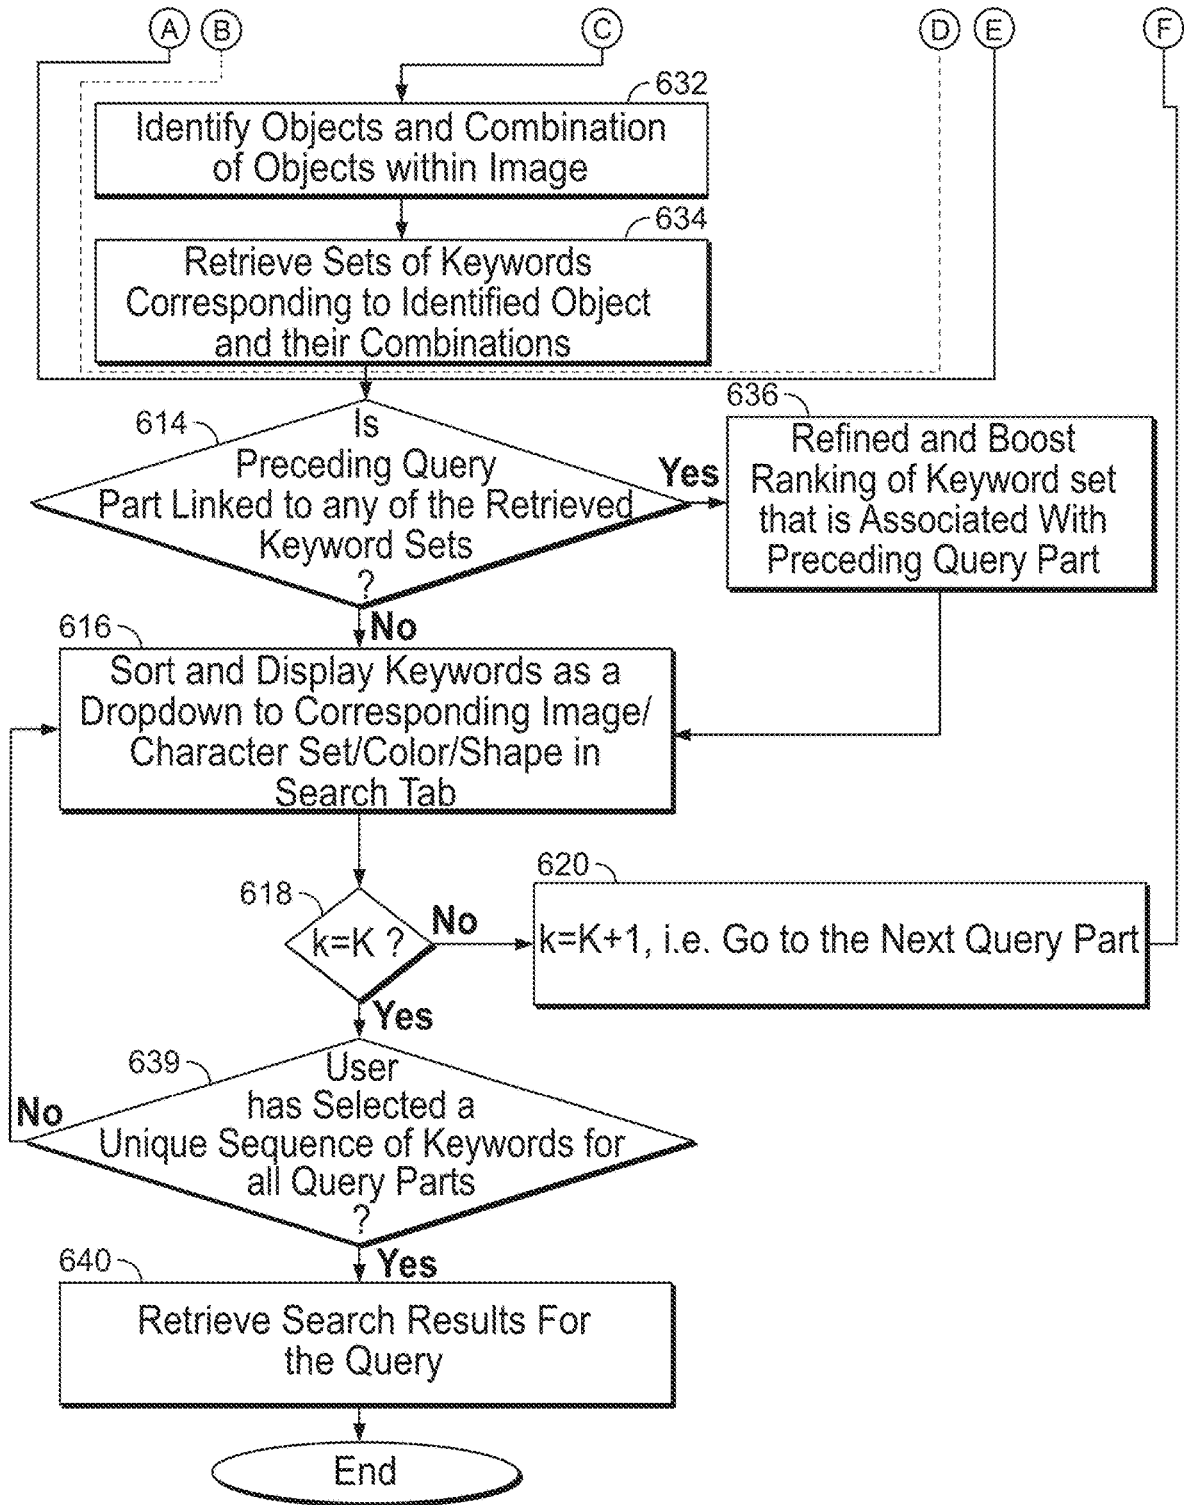 A B C D E F
632
Identify Objects and Combination
of Objects within Image
634
Retrieve Sets of Keywords
Corresponding to Identified Object
and their Combinations
614
Is
Preceding Query
Part Linked to any of the Retrieved
Keyword Sets
?
Yes
636
Refined and Boost
Ranking of Keyword set
that is Associated With
Preceding Query Part
No
616
Sort and Display Keywords as a
Dropdown to Corresponding Image/
Character Set/Color/Shape in
Search Tab
618
k=K ?
No
620
k=K+1, i.e. Go to the Next Query Part
Yes
639
User
has Selected a
Unique Sequence of Keywords for
all Query Parts
?
No
Yes
640
Retrieve Search Results For
the Query
End